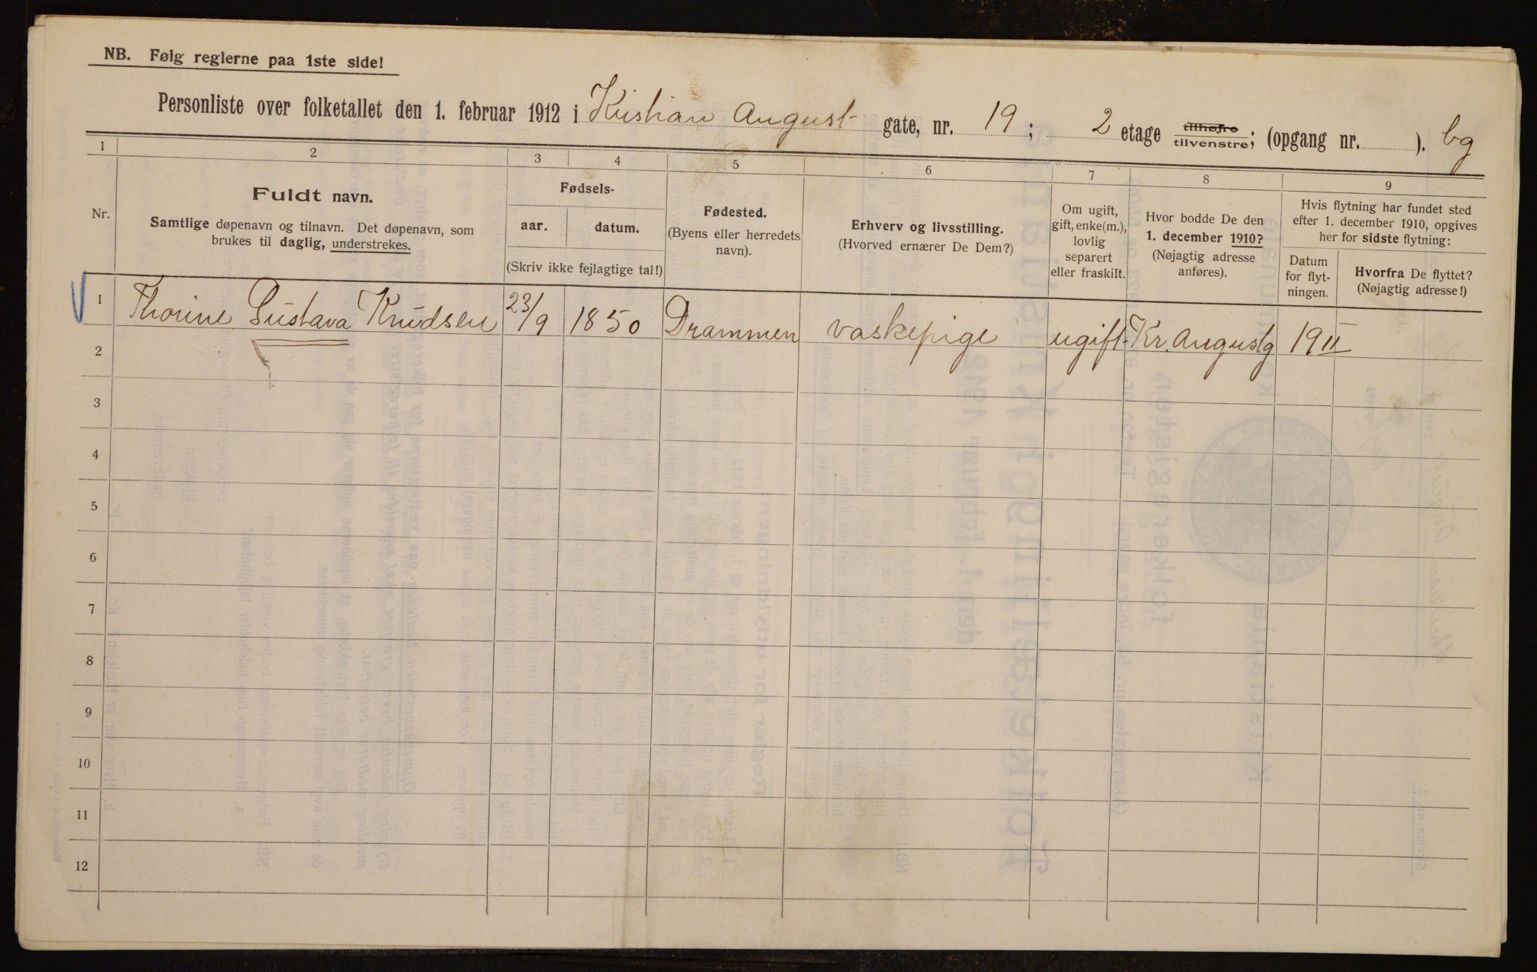 NB. Følg reglerne paa 1ste side!
Personliste over folketallet den 1. februar 1912 i Kristian August gate, nr. 19; 2 etage tilhøjre tilvenstre; (opgang nr. ). bg
1 2 3 4 5 6 7 8 9
Nr.
Fuldt navn.
Samtlige døpenavn og tilnavn. Det døpenavn, som
brukes til daglig, understrekes.
Fødsels-
aar. datum.
(Skriv ikke fejlagtige tal!)
Fødested.
(Byens eller herredets
navn).
Erhverv og livsstilling.
(Hvorved ernærer De Dem?)
Om ugift,
gift, enke(m.),
lovlig
separert
eller fraskilt.
Hvor bodde De den
1. december 1910?
(Nøjagtig adresse
anføres).
Hvis flytning har fundet sted
efter 1. december 1910, opgives
her for sidste flytning:
Datum
for flyt-
ningen.
Hvorfra De flyttet?
(Nøjagtig adresse!)
1 Thorine Gustava Knudsen 23/9 1850 Drammen vaskepige ugift Kr. Augustg 19 II
2
3
4
5
6
7
8
9
10
11
12